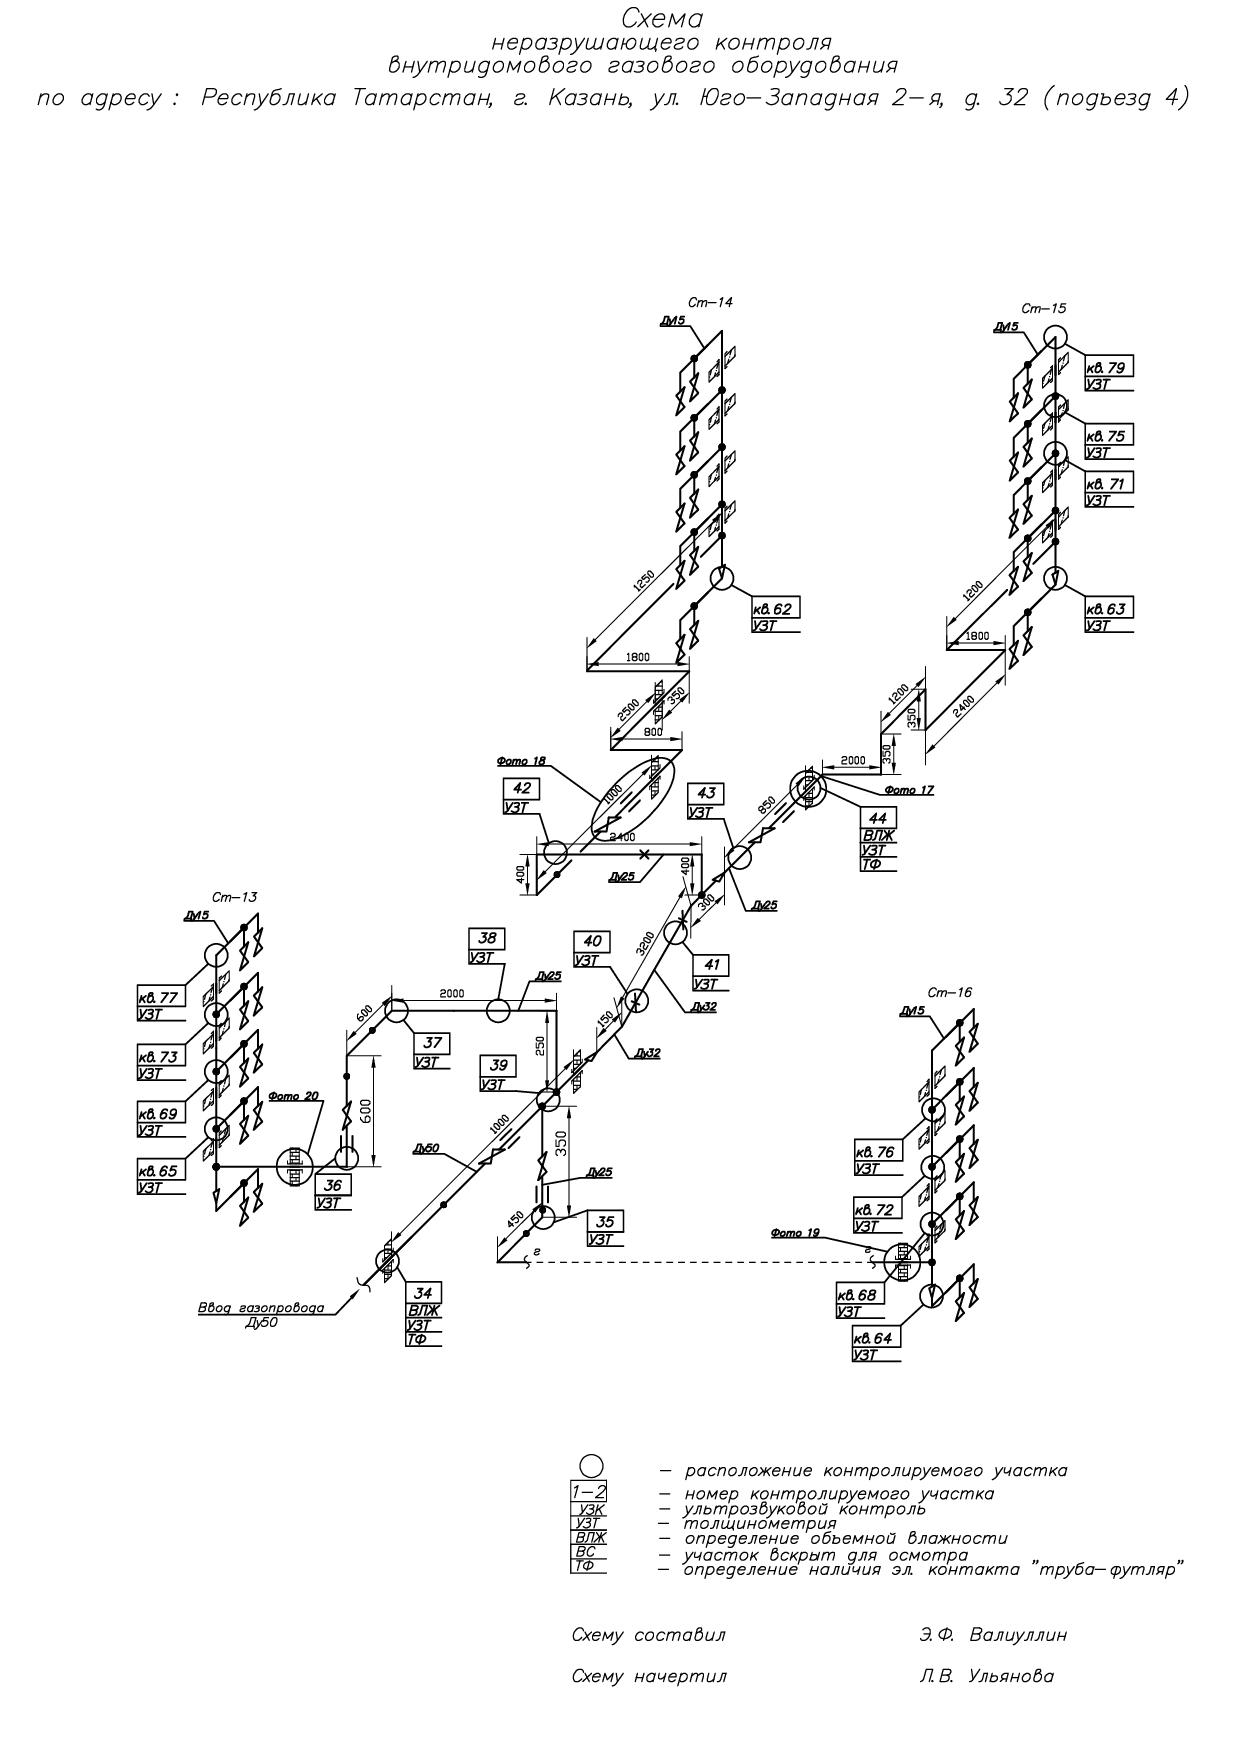 Схема
неразрушающего контроля
внутридомового газового оборудования
по адресу : Республика Татарстан, г. Казань, ул. Юго-Западная 2-я, д. 32 (подъезд 4)
Ст-14
Ду15
Ст-15
Ду15
кв. 79
УЗТ
кв. 75
УЗТ
кв. 71
УЗТ
1250
1200
кв. 62
УЗТ
кв. 63
УЗТ
1800
1800
2500
350
800
1200
350
2400
350
2000
Фото 18
42
УЗТ
1000
43
УЗТ
850
Фото 17
44
ВЛЖ
УЗТ
ТФ
2400
400
400
Ду25
300
Ду25
Ст-13
Ду15
38
УЗТ
40
УЗТ
3200
41
УЗТ
Ду32
Ст-16
Ду15
кв. 77
УЗТ
600
2000
Ду25
150
Ду32
37
УЗТ
250
39
УЗТ
кв. 73
УЗТ
Фото 20
600
кв. 69
УЗТ
1000
350
Ду50
кв. 65
УЗТ
36
УЗТ
Ду25
кв. 76
УЗТ
450
35
УЗТ
кв. 72
УЗТ
Фото 19
г
г
34
ВЛЖ
УЗТ
ТФ
кв. 68
УЗТ
Ввод газопровода
Ду50
кв. 64
УЗТ
– расположение контролируемого участка
1-2 – номер контролируемого участка
УЗК – ультрозвуковой контроль
УЗТ – толщинометрия
ВЛЖ – определение объемной влажности
ВС – участок вскрыт для осмотра
ТФ – определение наличия эл. контакта "труба-футляр"
Схему составил Э.Ф. Валиуллин
Схему начертил Л.В. Ульянова